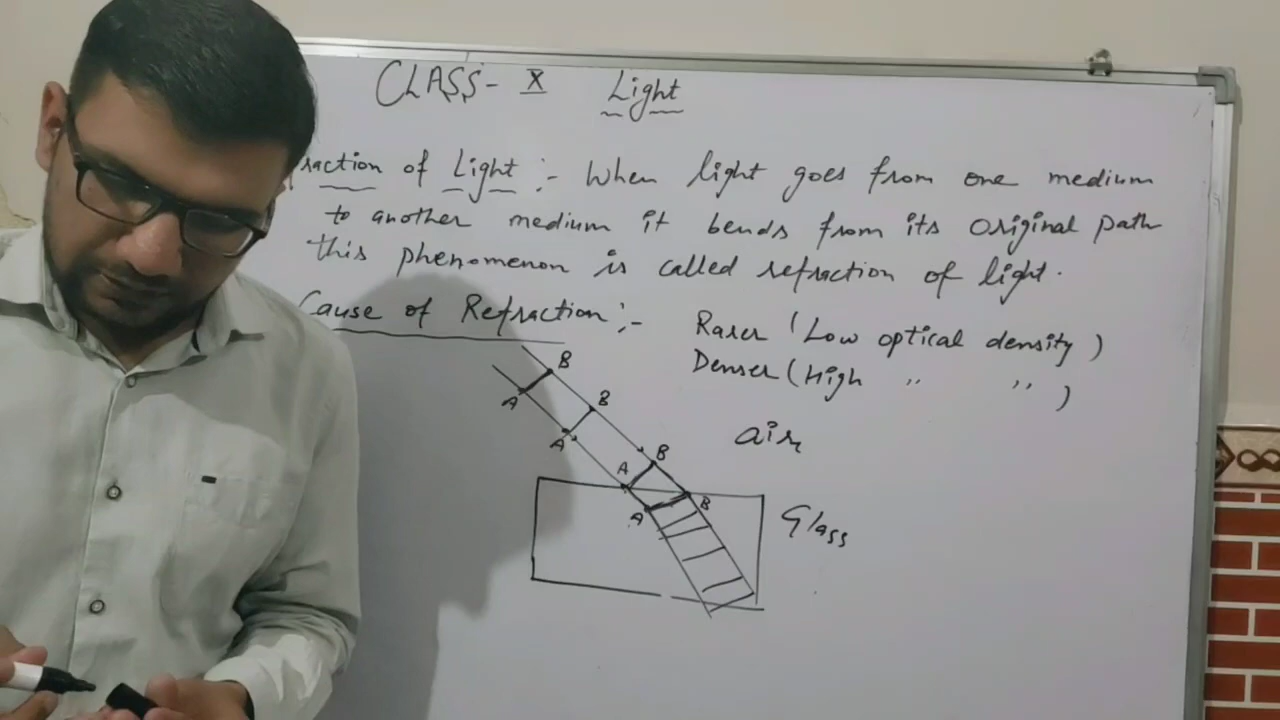 CLASS - X Light
raction of Light :- When light goes from one medium
to another medium it bends from its original path
this phenomenon is called refraction of light.
Cause of Refraction :-
Rarer (Low optical density)
Denser (High " ")
B
A
B
A
air
B
A
B
A
Glass